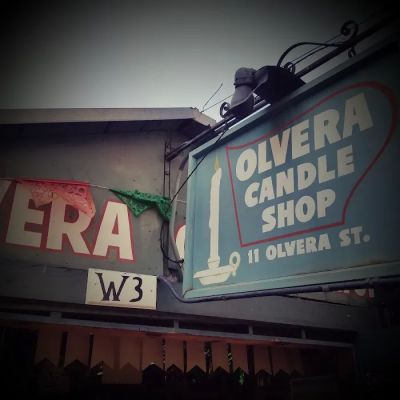 OLVERA
CANDLE
SHOP
11 OLVERA ST.
VERA
W3